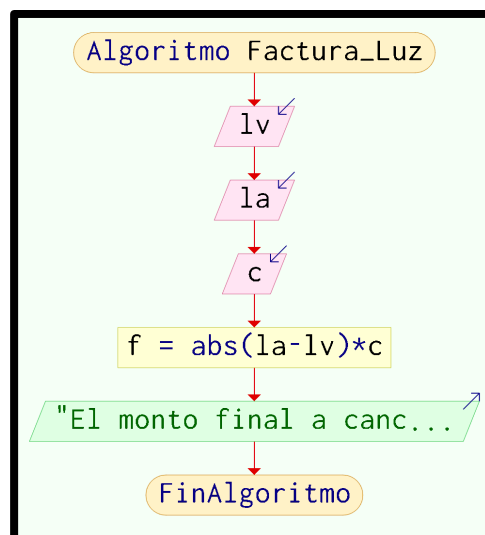 Algoritmo Factura_Luz
lv
la
c
f = abs(la-lv)*c
"El monto final a canc...
FinAlgoritmo